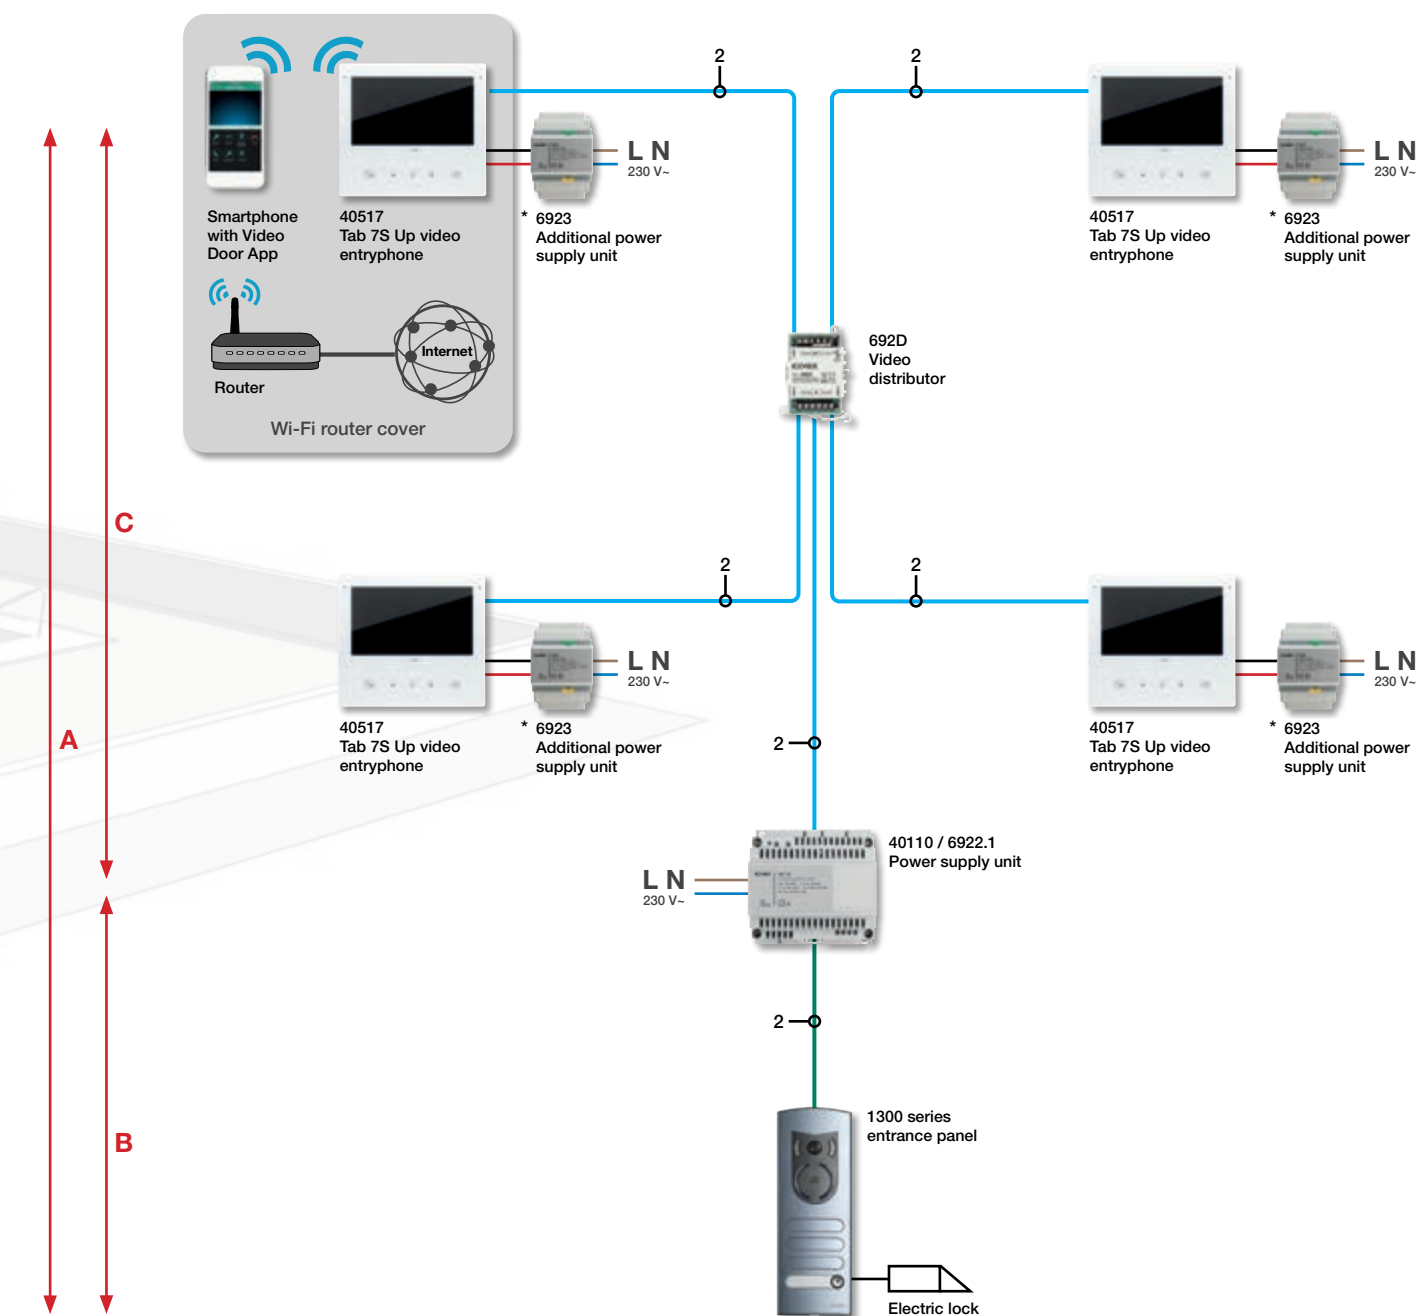 2
2
L N
230 V~
L N
230 V~
Smartphone
with Video
Door App
40517
Tab 7S Up video
entryphone
* 6923
Additional power
supply unit
40517
Tab 7S Up video
entryphone
* 6923
Additional power
supply unit
Internet
Router
Wi-Fi router cover
692D
Video
distributor
C
2
2
L N
230 V~
L N
230 V~
40517
Tab 7S Up video
entryphone
* 6923
Additional power
supply unit
40517
Tab 7S Up video
entryphone
* 6923
Additional power
supply unit
A
2
40110 / 6922.1
Power supply unit
L N
230 V~
2
1300 series
entrance panel
B
Electric lock